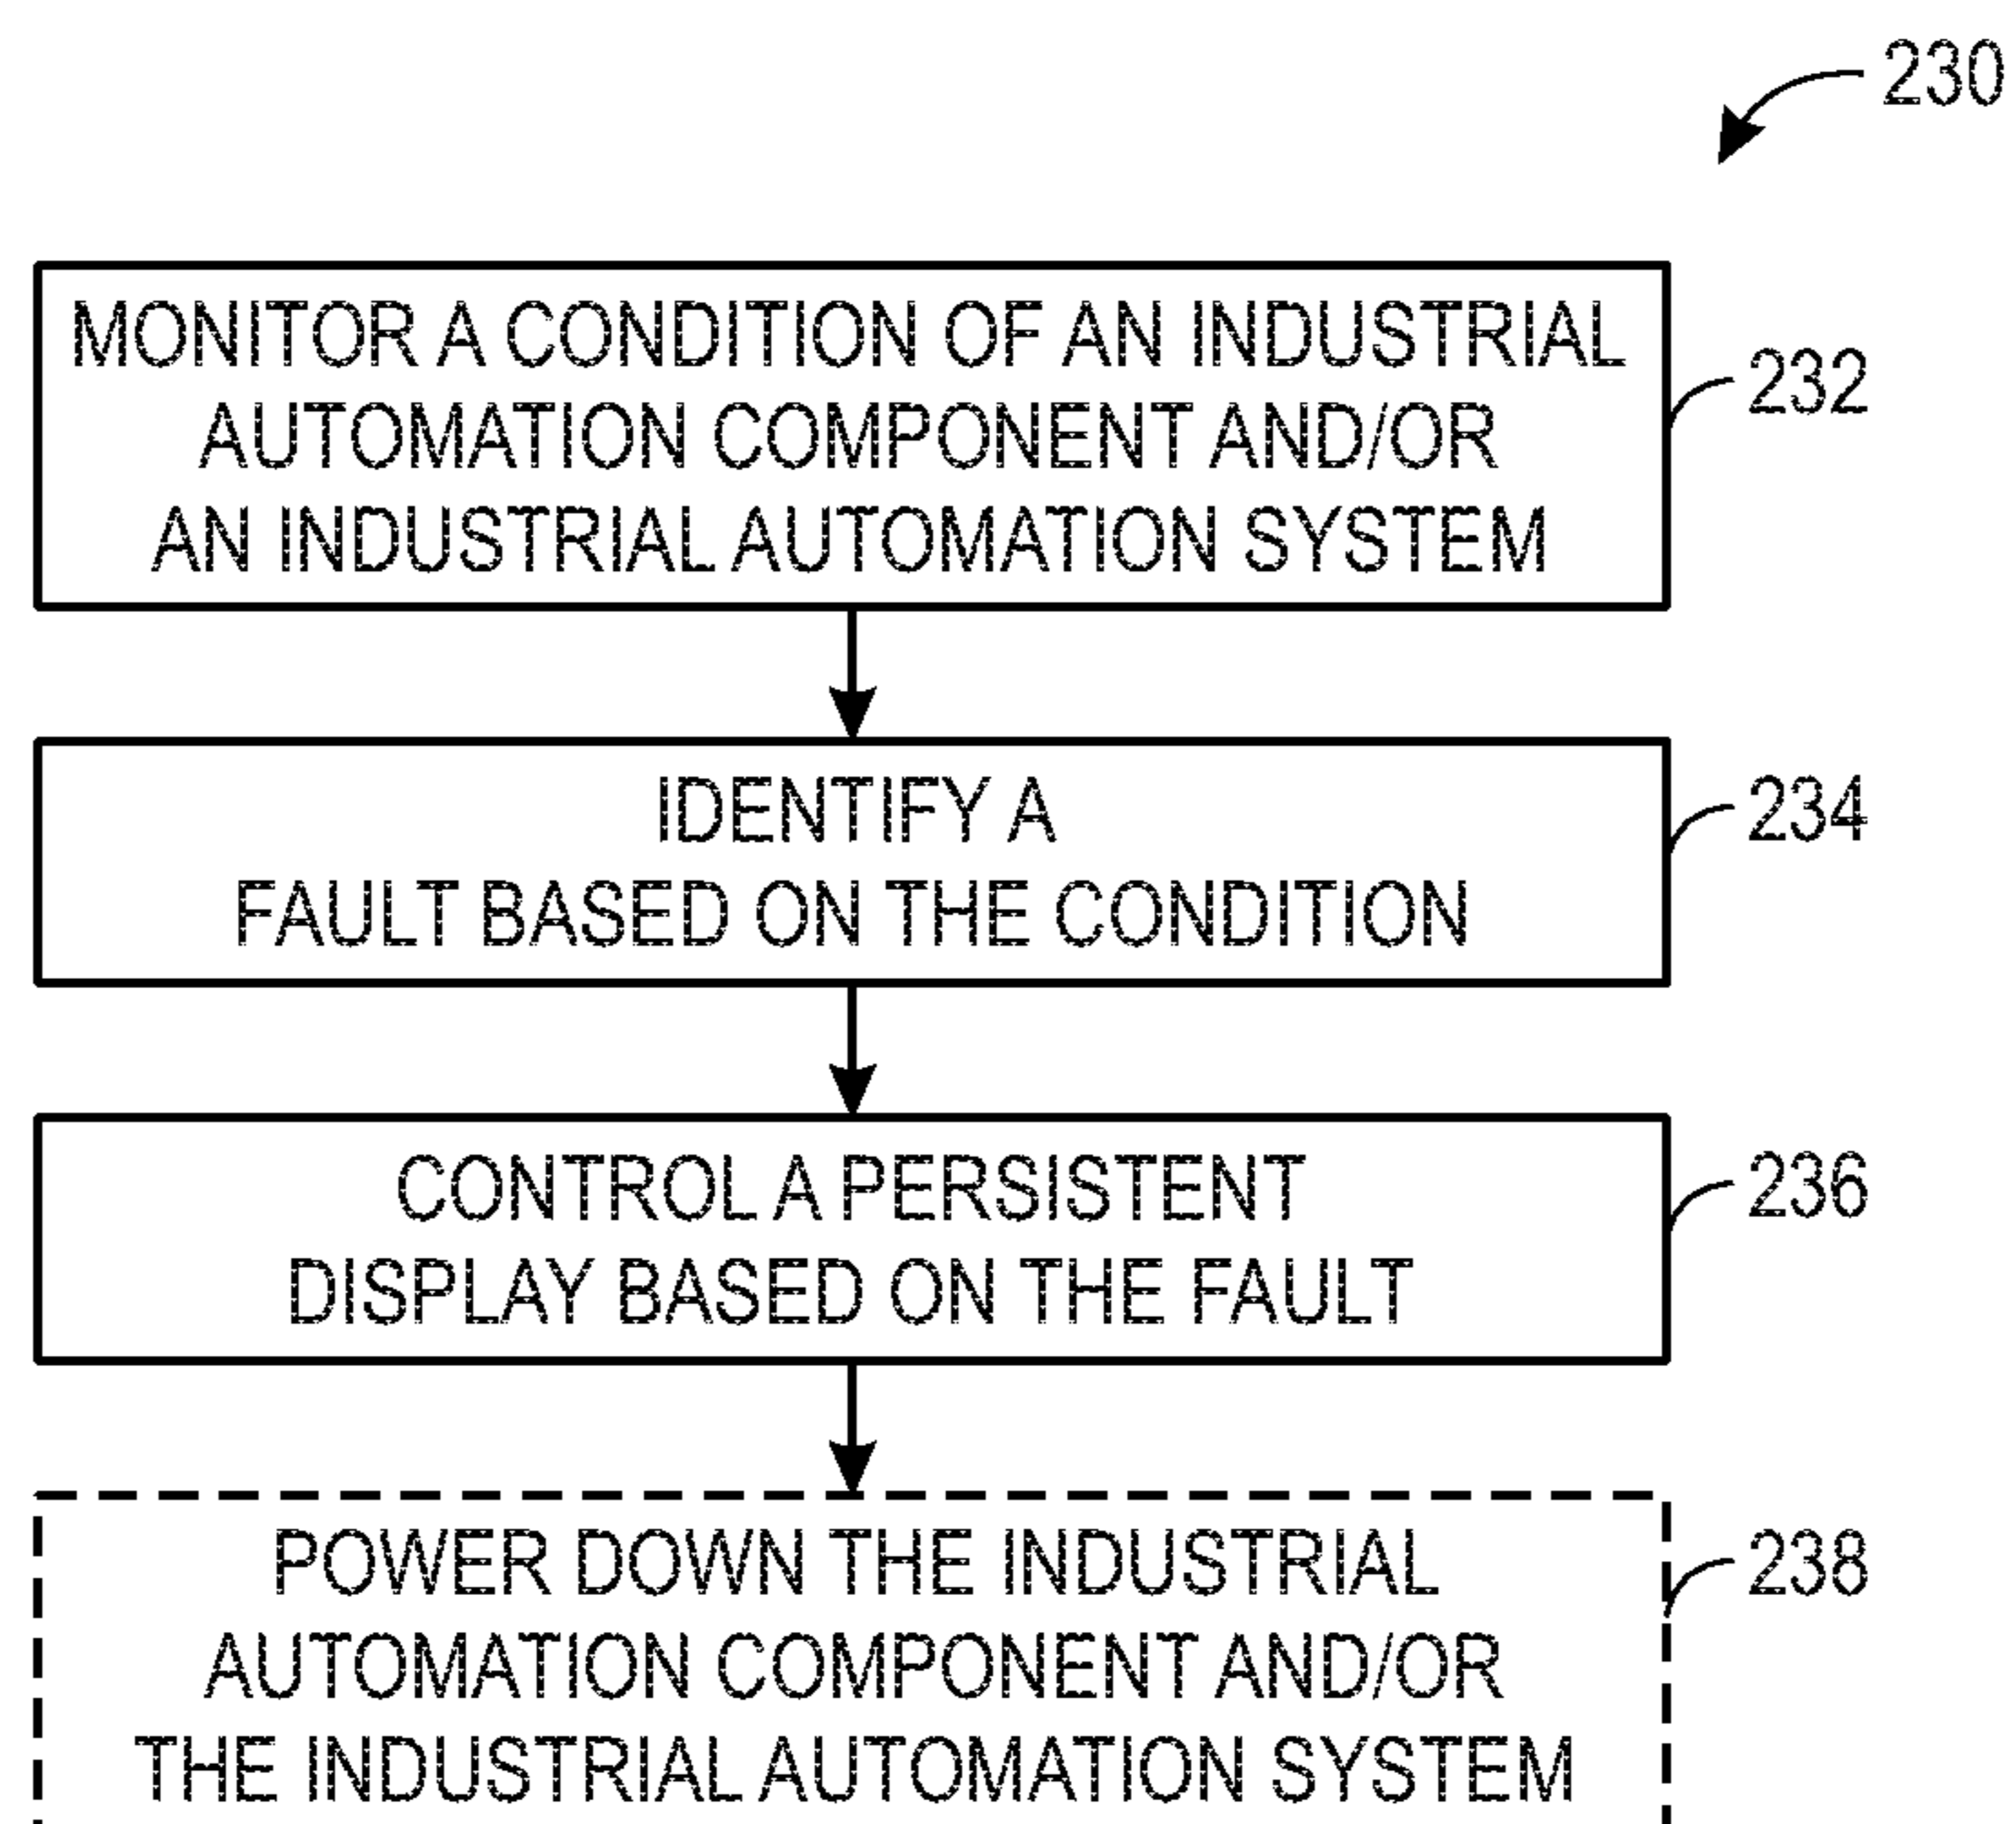 230
MONITOR A CONDITION OF AN INDUSTRIAL
AUTOMATION COMPONENT AND/OR
AN INDUSTRIAL AUTOMATION SYSTEM
232
IDENTIFY A
FAULT BASED ON THE CONDITION
234
CONTROL A PERSISTENT
DISPLAY BASED ON THE FAULT
236
POWER DOWN THE INDUSTRIAL
AUTOMATION COMPONENT AND/OR
THE INDUSTRIAL AUTOMATION SYSTEM
238